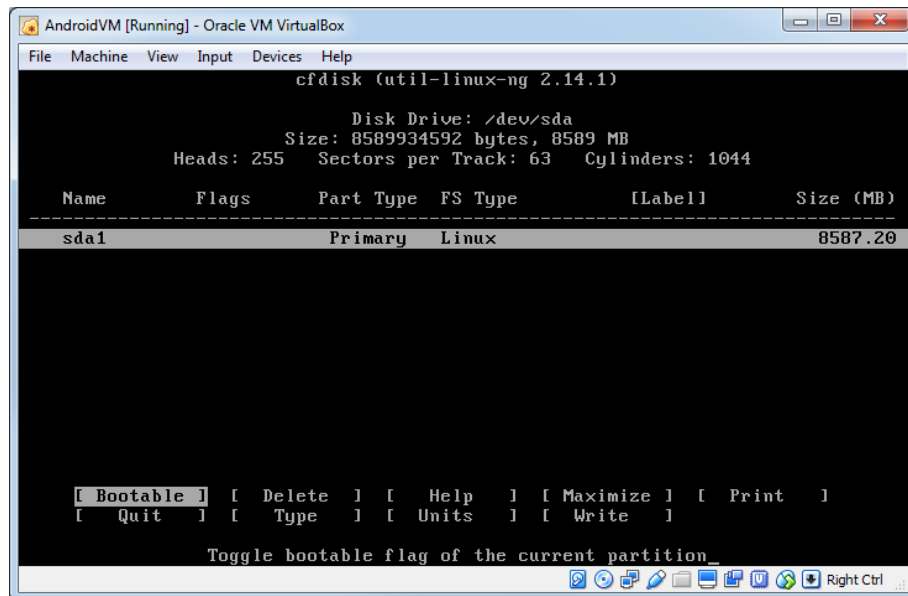 AndroidVM [Running] - Oracle VM VirtualBox
File Machine View Input Devices Help
cfdisk (util-linux-ng 2.14.1)
Disk Drive: /dev/sda
Size: 8589934592 bytes, 8589 MB
Heads: 255 Sectors per Track: 63 Cylinders: 1044
Name Flags Part Type FS Type [Label] Size (MB)
sda1 Primary Linux 8587.20
[ Bootable ] [ Delete ] [ Help ] [ Maximize ] [ Print ]
[ Quit ] [ Type ] [ Units ] [ Write ]
Toggle bootable flag of the current partition_
Right Ctrl